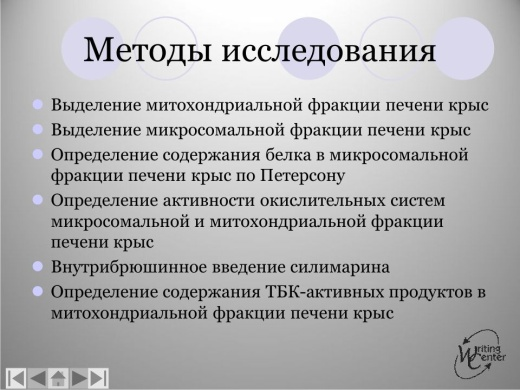 Методы исследования
Выделение митохондриальной фракции печени крыс
Выделение микросомальной фракции печени крыс
Определение содержания белка в микросомальной
фракции печени крыс по Петерсону
Определение активности окислительных систем
микросомальной и митохондриальной фракции
печени крыс
Внутрибрюшинное введение силимарина
Определение содержания ТБК-активных продуктов в
митохондриальной фракции печени крыс
Writing
Center